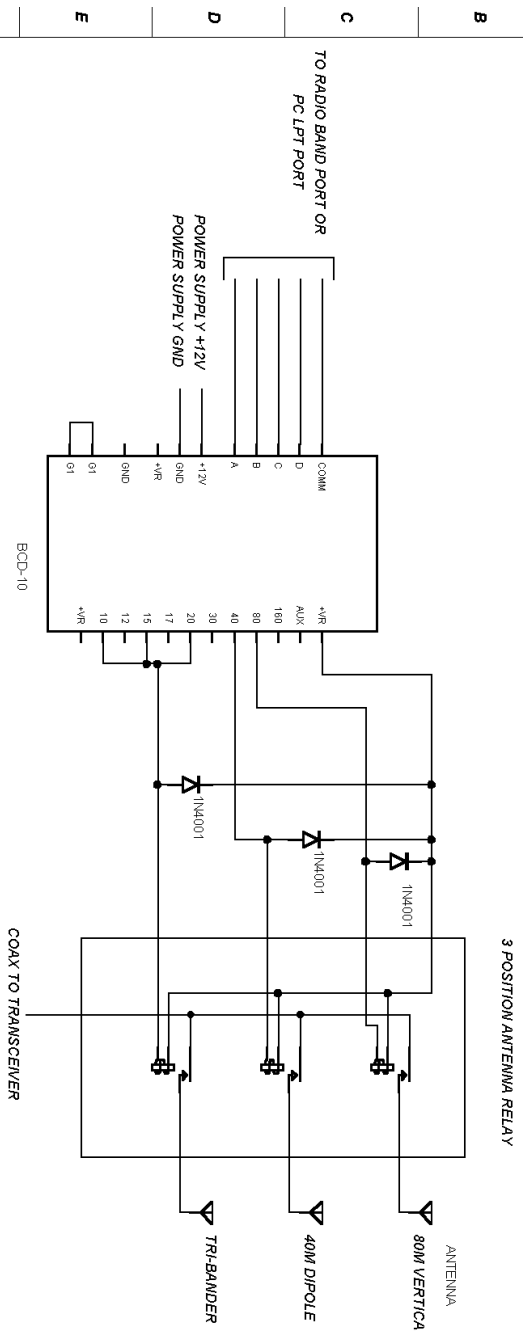 E
D
C
B
3 POSITION ANTENNA RELAY
TO RADIO BAND PORT OR
PC LPT PORT
POWER SUPPLY +12V
POWER SUPPLY GND
COMM
D
C
B
A
+12V
GND
+VR
GND
G1
G1
BCD-10
+VR
AUX
160
80
40
30
20
17
15
12
10
+VR
1N4001
1N4001
1N4001
COAX TO TRANSCEIVER
ANTENNA
80M VERTICA
40M DIPOLE
TRI-BANDER